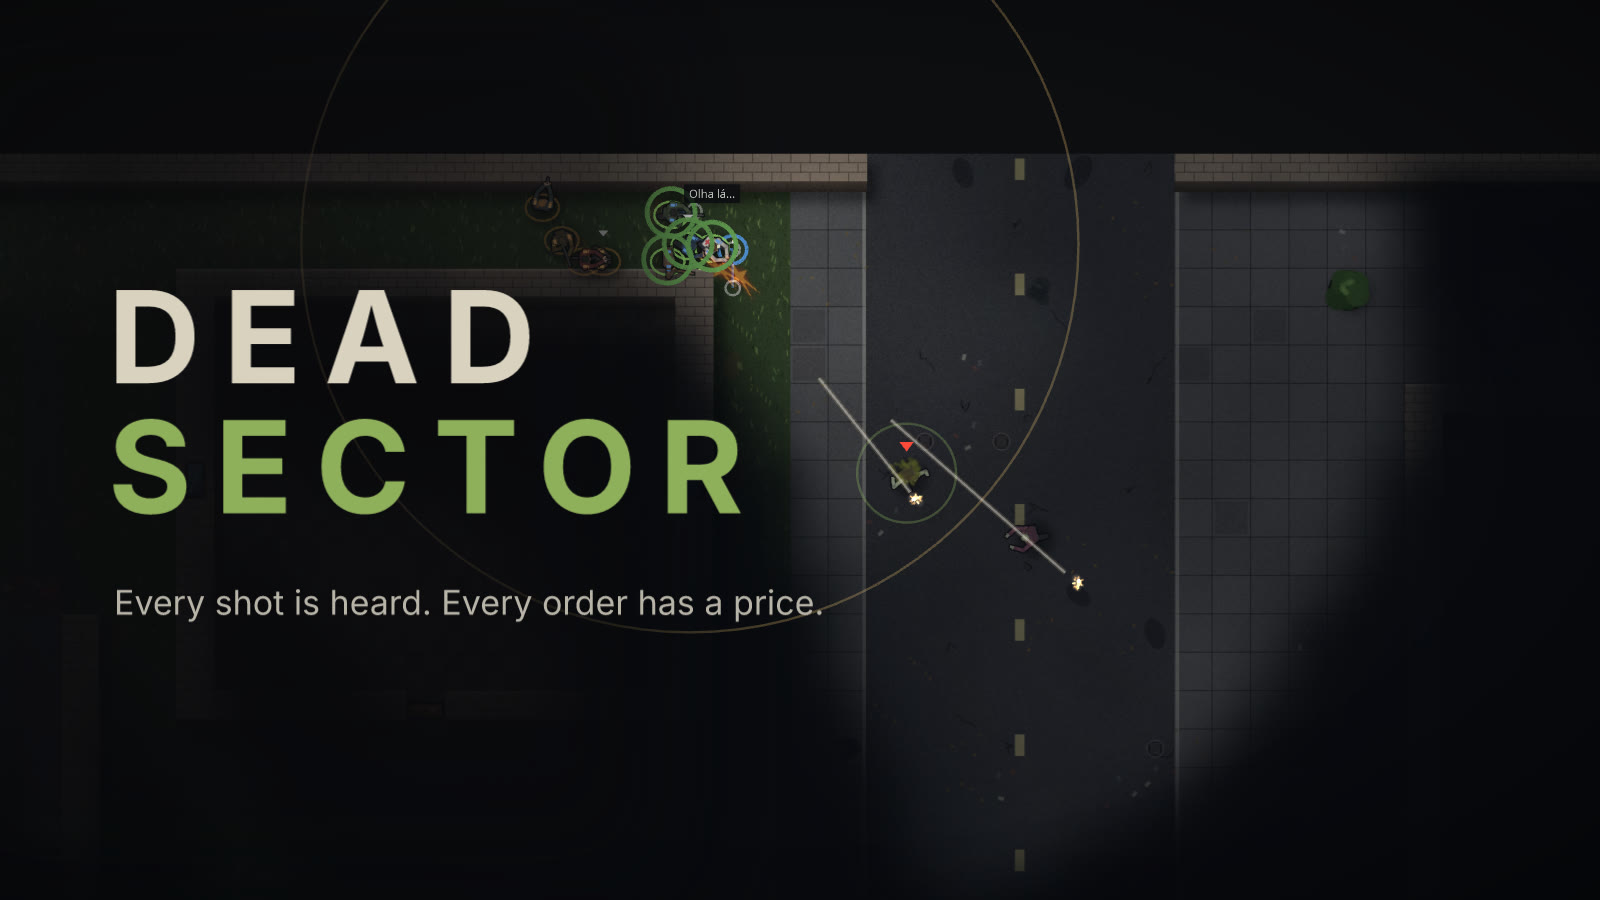 Olha lá...
DEAD
SECTOR
Every shot is heard. Every order has a price.